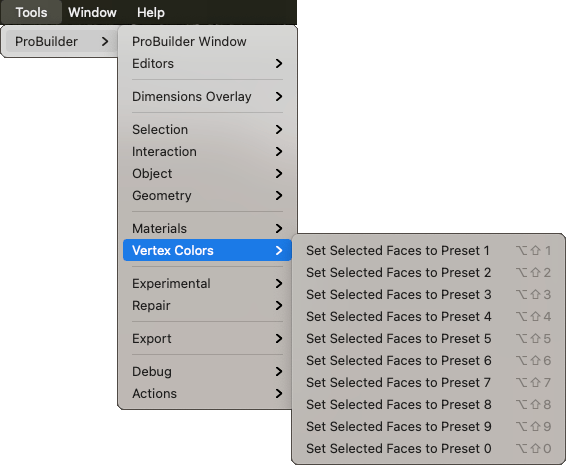 Tools Window Help
ProBuilder
ProBuilder Window
Editors
Dimensions Overlay
Selection
Interaction
Object
Geometry
Materials
Vertex Colors
Experimental
Repair
Export
Debug
Actions
Set Selected Faces to Preset 1 ⌥⇧1
Set Selected Faces to Preset 2 ⌥⇧2
Set Selected Faces to Preset 3 ⌥⇧3
Set Selected Faces to Preset 4 ⌥⇧4
Set Selected Faces to Preset 5 ⌥⇧5
Set Selected Faces to Preset 6 ⌥⇧6
Set Selected Faces to Preset 7 ⌥⇧7
Set Selected Faces to Preset 8 ⌥⇧8
Set Selected Faces to Preset 9 ⌥⇧9
Set Selected Faces to Preset 0 ⌥⇧0